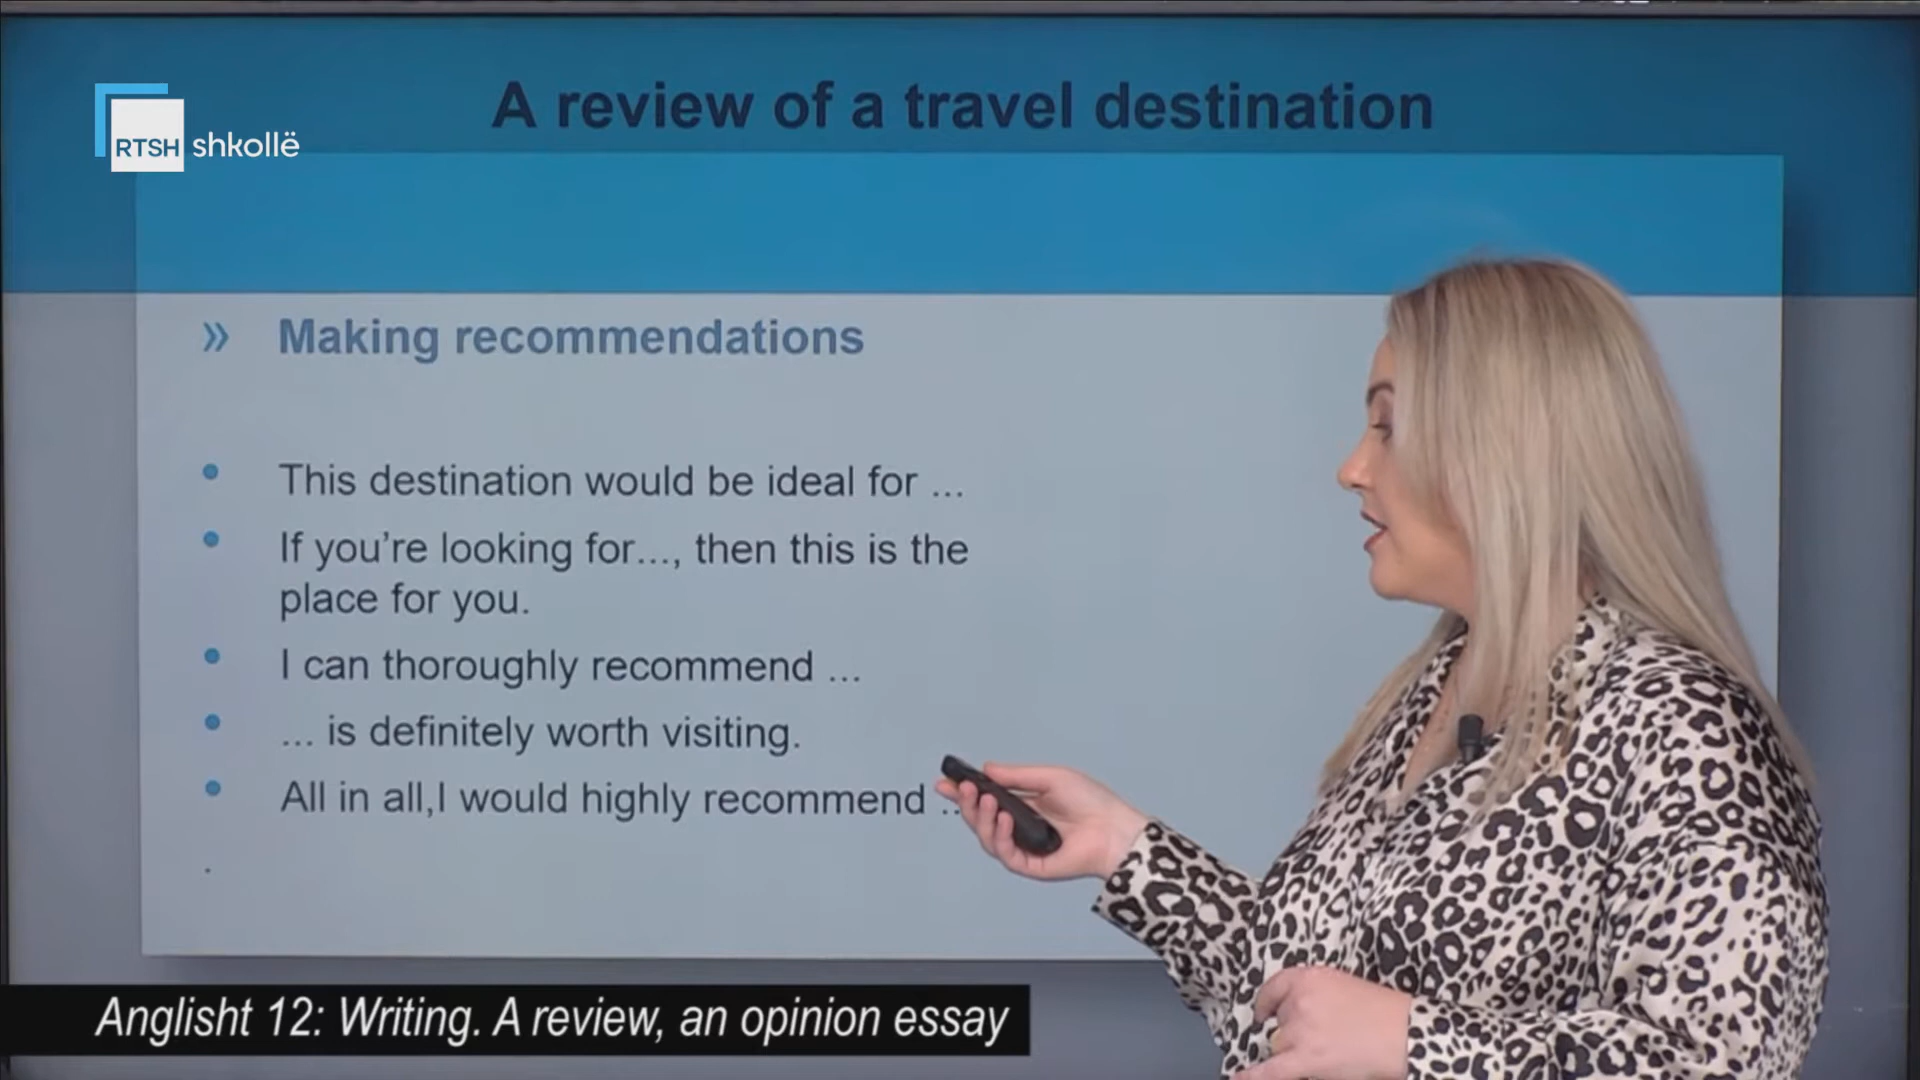 A review of a travel destination
RTSH shkollë
» Making recommendations
• This destination would be ideal for ...
• If you’re looking for..., then this is the
place for you.
• I can thoroughly recommend ...
• ... is definitely worth visiting.
• All in all,I would highly recommend ..
.
Anglisht 12: Writing. A review, an opinion essay